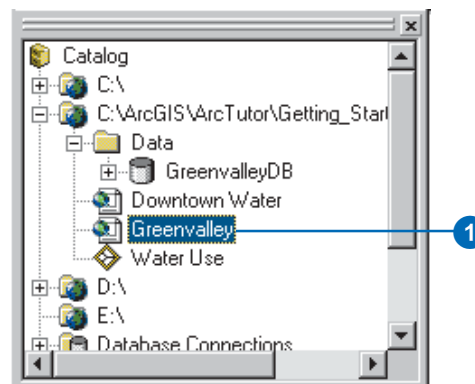 Catalog
C:\
C:\ArcGIS\ArcTutor\Getting_Start
Data
GreenvalleyDB
Downtown Water
Greenvalley
1
Water Use
D:\
E:\
Database Connections